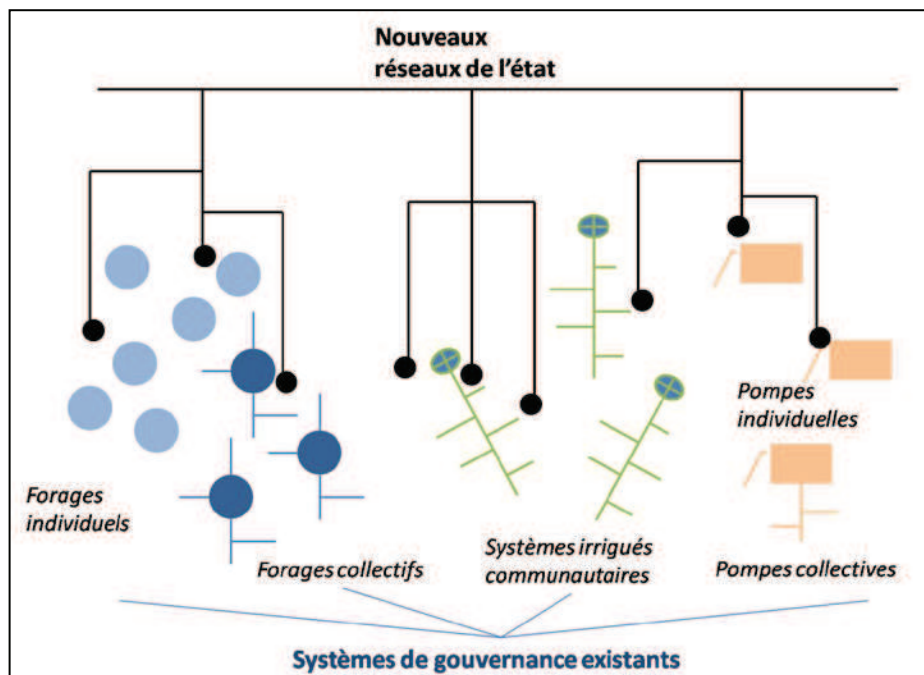 Nouveaux
réseaux de l'état
Pompes
individuelles
Forages
individuels
Forages collectifs
Systèmes irrigués
communautaires
Pompes collectives
Systèmes de gouvernance existants